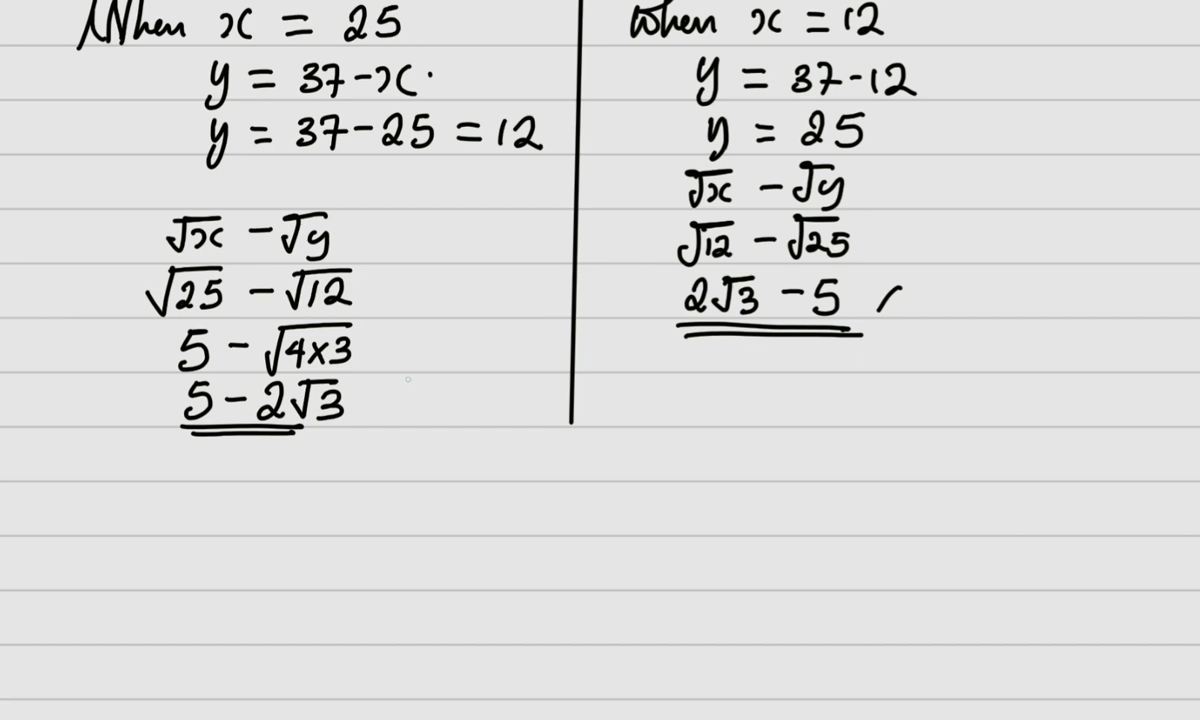 When x = 25
y = 37-x.
y = 37-25 = 12
√x - √y
√25 - √12
5 - √4×3
5 - 2√3
When x = 12
y = 37-12
y = 25
√x - √y
√12 - √25
2√3 - 5